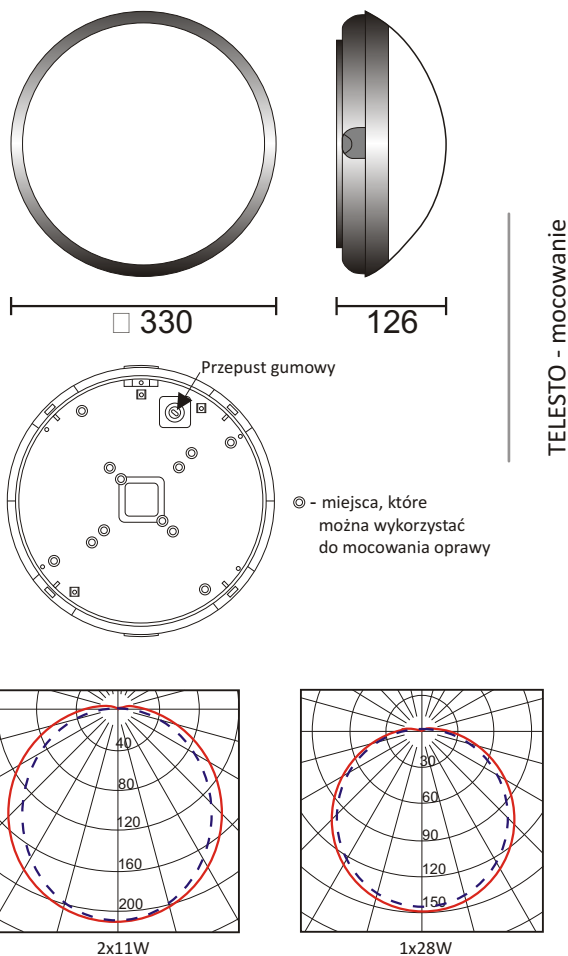 □ 330
126
TELESTO - mocowanie
Przepust gumowy
- miejsca, które
można wykorzystać
do mocowania oprawy
40
80
120
160
200
2x11W
30
60
90
120
150
1x28W